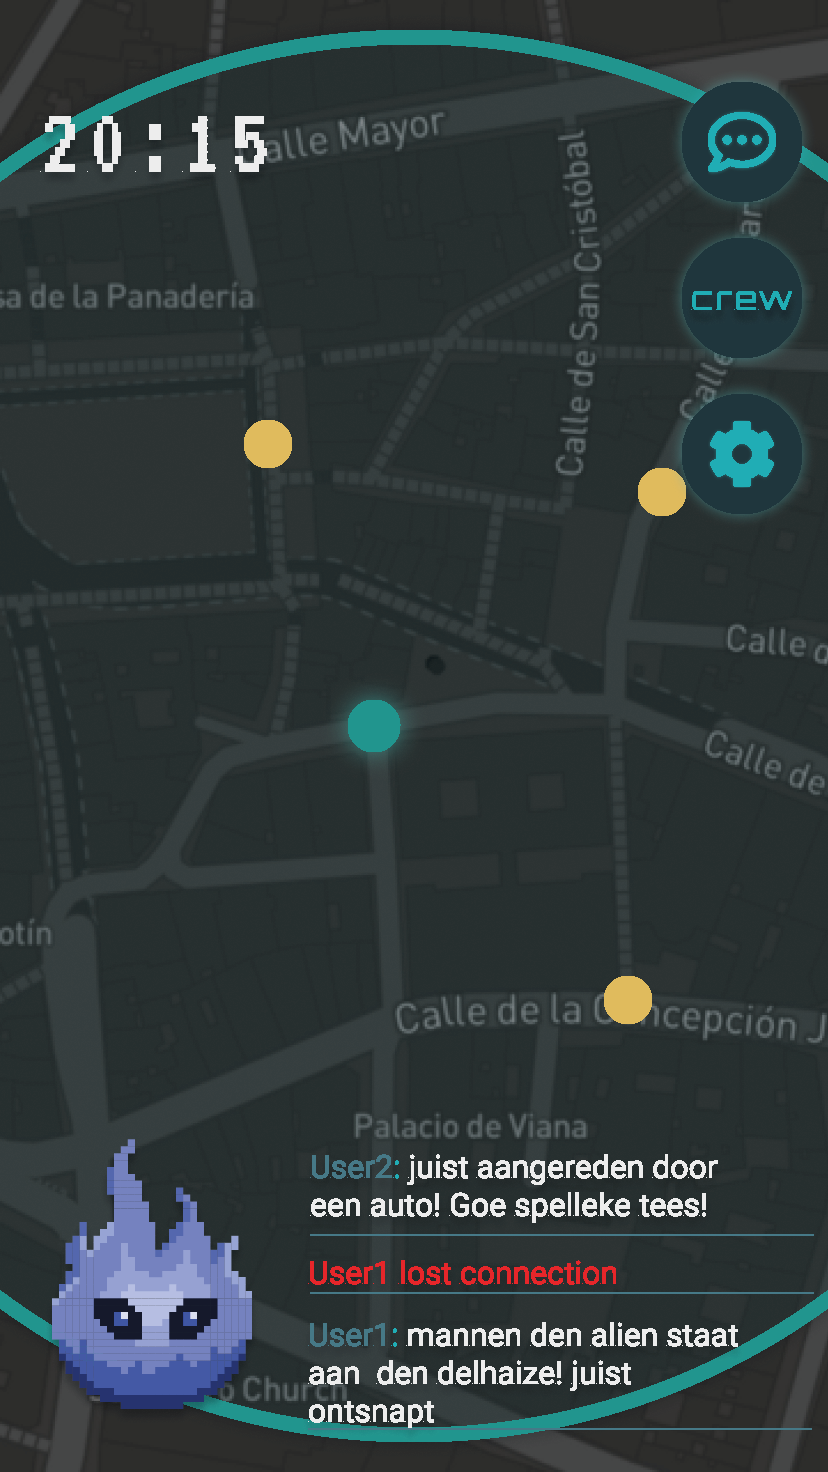 20:15
alle Mayor
Calle de San Cristóbal
sa de la Panadería
crew
Calle
Calle d
Calle de
otín
Calle de la C ncepción J
Palacio de Viana
User2: juist aangereden door
een auto! Goe spelleke tees!
User1 lost connection
User1: mannen den alien staat
aan  den delhaize! juist
o Church
ontsnapt